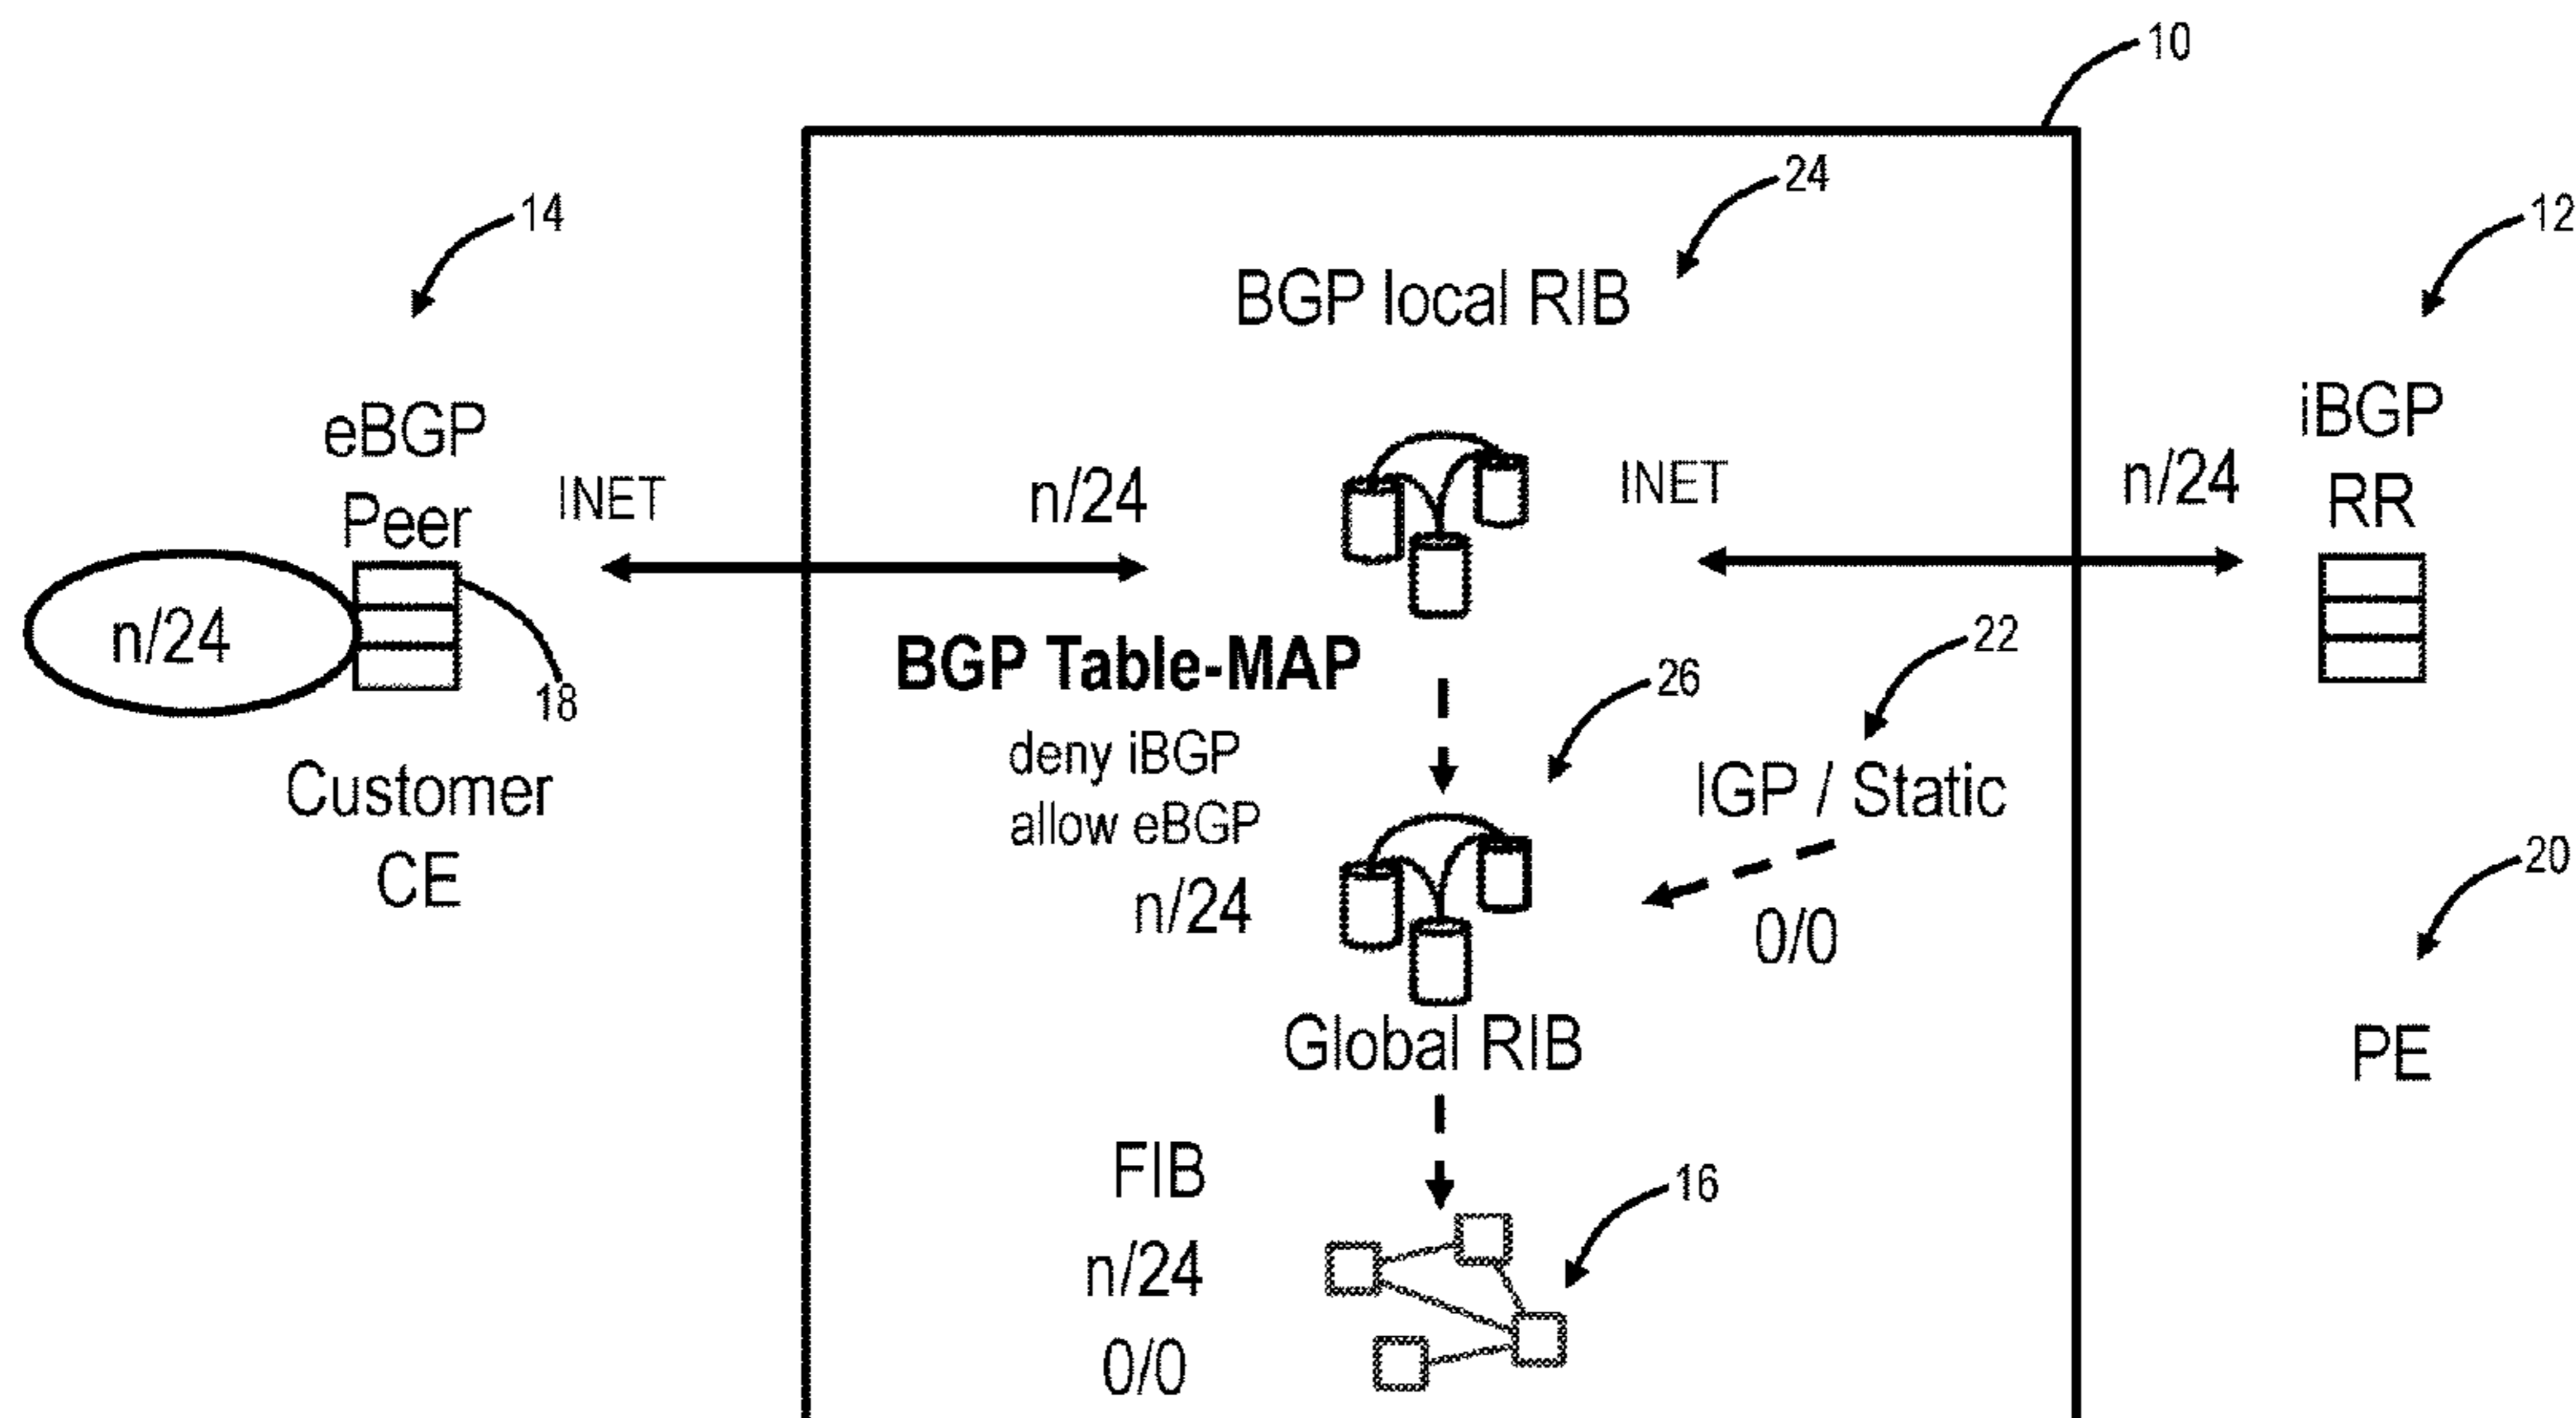 10
24
14
12
BGP local RIB
eBGP
Peer
INET
n/24
INET
n/24
iBGP
RR
n/24
18
Customer
CE
BGP Table-MAP
deny iBGP
allow eBGP
n/24
26
22
IGP / Static
0/0
20
PE
Global RIB
FIB
n/24
0/0
16